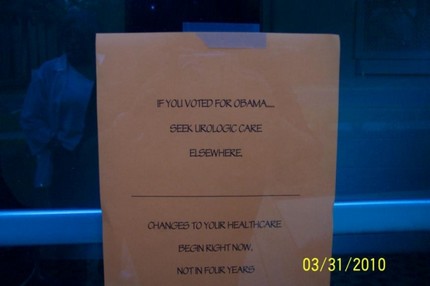 IF YOU VOTED FOR OBAMA....
SEEK UROLOGIC CARE
ELSEWHERE.
CHANGES TO YOUR HEALTHCARE
BEGIN RIGHT NOW,
NOT IN FOUR YEARS
03/31/2010